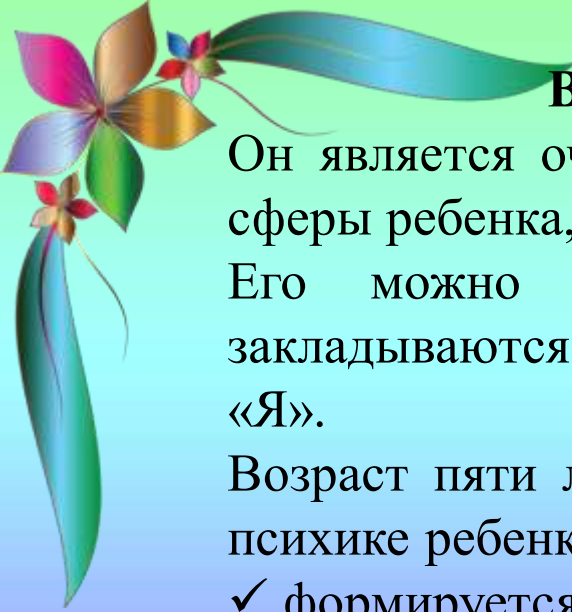 В
Он является оч
сферы ребенка,
Его можно
закладываются
«Я».
Возраст пяти л
психике ребенк
✓ формируется